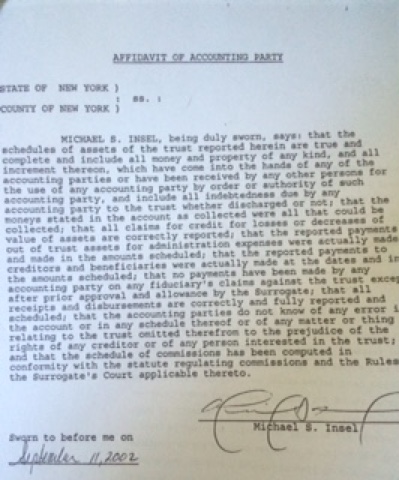 AFFIDAVIT OF ACCOUNTING PARTY
STATE OF NEW YORK )
: ss. :
COUNTY OF NEW YORK )
MICHAEL S. INSEL, being duly sworn, says: that the
schedules of assets of the trust reported herein are true and
complete and include all money and property of any kind, and all
increment thereon, which have come into the hands of any of the
accounting parties or have been received by any other persons for
the use of any accounting party by order or authority of such
accounting party, and include all indebtedness due by any
accounting party to the trust whether discharged or not; that the
moneys stated in the account as collected were all that could be
collected; that all claims for credit for losses or decreases of
value of assets are correctly reported; that the reported payments
out of trust assets for administration expenses were actually made
and made in the amounts scheduled; that the reported payments to
creditors and beneficiaries were actually made at the dates and in
the amounts scheduled; that no payments have been made by any
accounting party on any fiduciary's claims against the trust excep
after prior approval and allowance by the Surrogate; that all
receipts and disbursements are correctly and fully reported and
scheduled; that the accounting parties do not know of any error i
the account or in any schedule thereof or of any matter or thing
relating to the trust omitted therefrom to the prejudice of the
rights of any creditor or of any person interested in the trust;
and that the schedule of commissions has been computed in
conformity with the statute regulating commissions and the Rules
the Surrogate's Court applicable thereto.
Michael S. Insel
Sworn to before me on
September 11, 2002